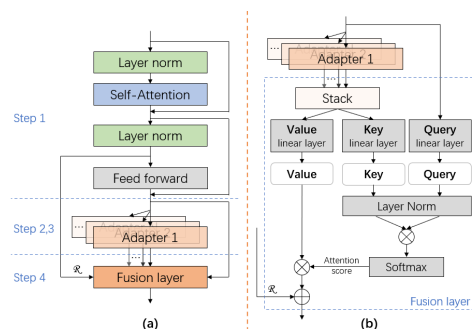 Layer norm
Self-Attention
Step 1
Layer norm
Feed forward
Step 2,3
Adapter 1
...
Step 4
R
Fusion layer
(a)
Adapter 1
...
Stack
Value Key Query
linear layer linear layer linear layer
Value Key Query
Layer Norm
Attention
score
Softmax
R
Fusion layer
(b)